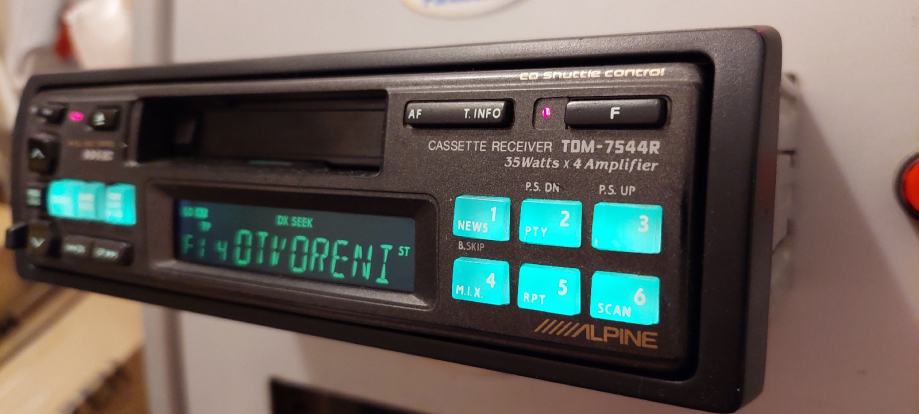 CD Shuttle control
AF T. INFO
F
CASSETTE RECEIVER TDM-7544R
35Watts x 4 Amplifier
P.S. DN P.S. UP
1 NEWS
2 PTY
3
DX SEEK
F1 4 OTVORENI ST
B.SKIP
4 M.I.X.
5 RPT
6 SCAN
ALPINE